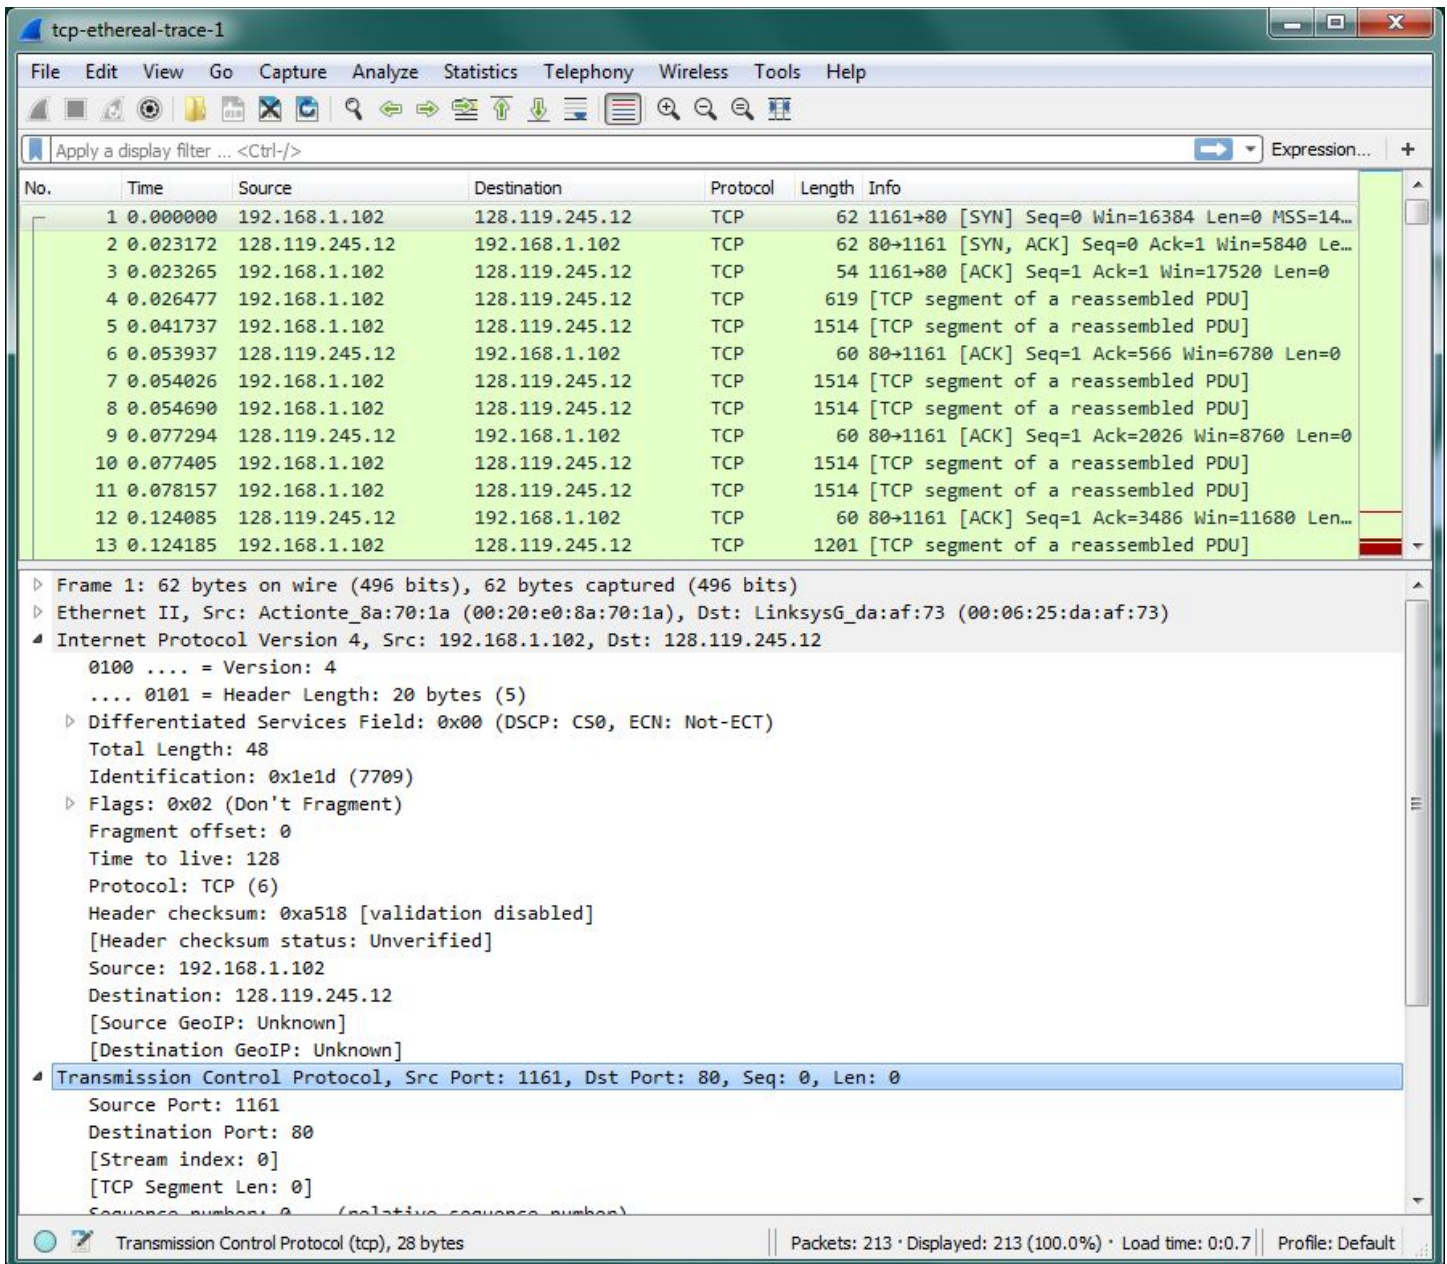 tcp-ethereal-trace-1
File Edit View Go Capture Analyze Statistics Telephony Wireless Tools Help
Apply a display filter ... <Ctrl-/> Expression... +
No. Time Source Destination Protocol Length Info
1 0.000000 192.168.1.102 128.119.245.12 TCP 62 1161→80 [SYN] Seq=0 Win=16384 Len=0 MSS=14…
2 0.023172 128.119.245.12 192.168.1.102 TCP 62 80→1161 [SYN, ACK] Seq=0 Ack=1 Win=5840 Le…
3 0.023265 192.168.1.102 128.119.245.12 TCP 54 1161→80 [ACK] Seq=1 Ack=1 Win=17520 Len=0
4 0.026477 192.168.1.102 128.119.245.12 TCP 619 [TCP segment of a reassembled PDU]
5 0.041737 192.168.1.102 128.119.245.12 TCP 1514 [TCP segment of a reassembled PDU]
6 0.053937 128.119.245.12 192.168.1.102 TCP 60 80→1161 [ACK] Seq=1 Ack=566 Win=6780 Len=0
7 0.054026 192.168.1.102 128.119.245.12 TCP 1514 [TCP segment of a reassembled PDU]
8 0.054690 192.168.1.102 128.119.245.12 TCP 1514 [TCP segment of a reassembled PDU]
9 0.077294 128.119.245.12 192.168.1.102 TCP 60 80→1161 [ACK] Seq=1 Ack=2026 Win=8760 Len=0
10 0.077405 192.168.1.102 128.119.245.12 TCP 1514 [TCP segment of a reassembled PDU]
11 0.078157 192.168.1.102 128.119.245.12 TCP 1514 [TCP segment of a reassembled PDU]
12 0.124085 128.119.245.12 192.168.1.102 TCP 60 80→1161 [ACK] Seq=1 Ack=3486 Win=11680 Len…
13 0.124185 192.168.1.102 128.119.245.12 TCP 1201 [TCP segment of a reassembled PDU]
Frame 1: 62 bytes on wire (496 bits), 62 bytes captured (496 bits)
Ethernet II, Src: Actionte_8a:70:1a (00:20:e0:8a:70:1a), Dst: LinksysG_da:af:73 (00:06:25:da:af:73)
Internet Protocol Version 4, Src: 192.168.1.102, Dst: 128.119.245.12
0100 .... = Version: 4
.... 0101 = Header Length: 20 bytes (5)
Differentiated Services Field: 0x00 (DSCP: CS0, ECN: Not-ECT)
Total Length: 48
Identification: 0x1e1d (7709)
Flags: 0x02 (Don't Fragment)
Fragment offset: 0
Time to live: 128
Protocol: TCP (6)
Header checksum: 0xa518 [validation disabled]
[Header checksum status: Unverified]
Source: 192.168.1.102
Destination: 128.119.245.12
[Source GeoIP: Unknown]
[Destination GeoIP: Unknown]
Transmission Control Protocol, Src Port: 1161, Dst Port: 80, Seq: 0, Len: 0
Source Port: 1161
Destination Port: 80
[Stream index: 0]
[TCP Segment Len: 0]
Sequence number: 0 (relative sequence number)
Transmission Control Protocol (tcp), 28 bytes Packets: 213 · Displayed: 213 (100.0%) · Load time: 0:0.7 Profile: Default